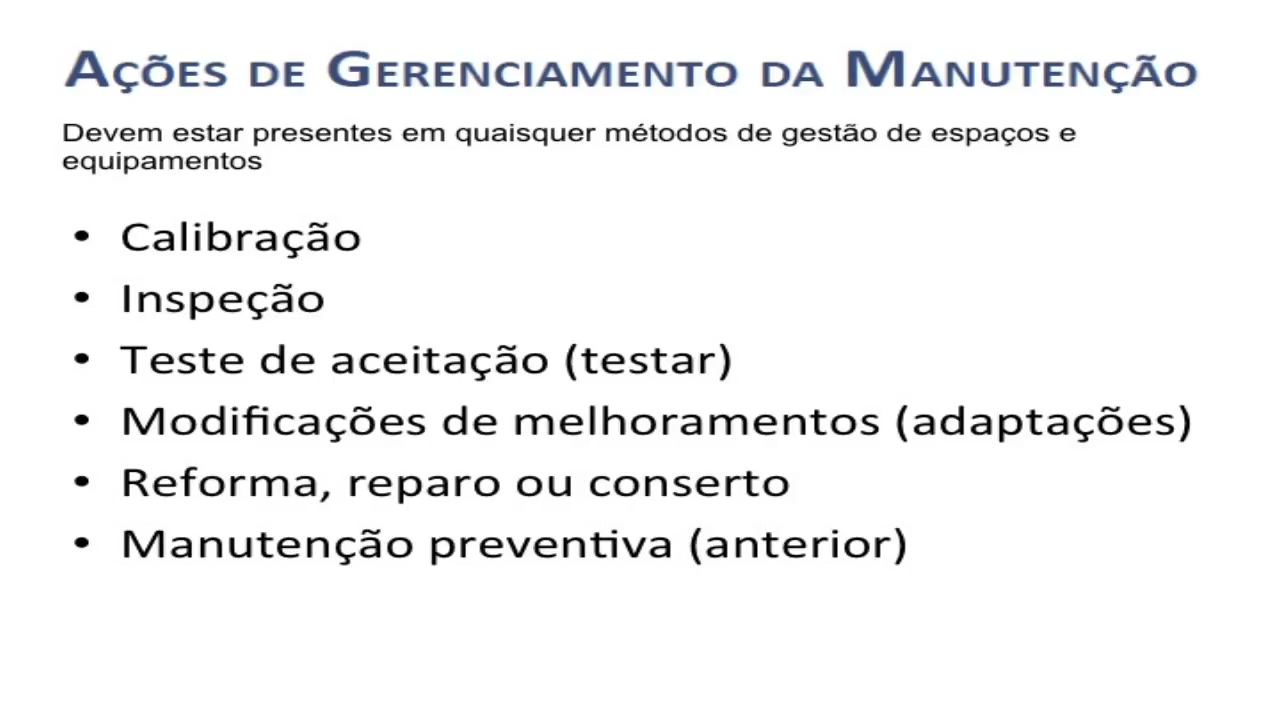 Ações de Gerenciamento da Manutenção
Devem estar presentes em quaisquer métodos de gestão de espaços e
equipamentos
• Calibração
• Inspeção
• Teste de aceitação (testar)
• Modificações de melhoramentos (adaptações)
• Reforma, reparo ou conserto
• Manutenção preventiva (anterior)